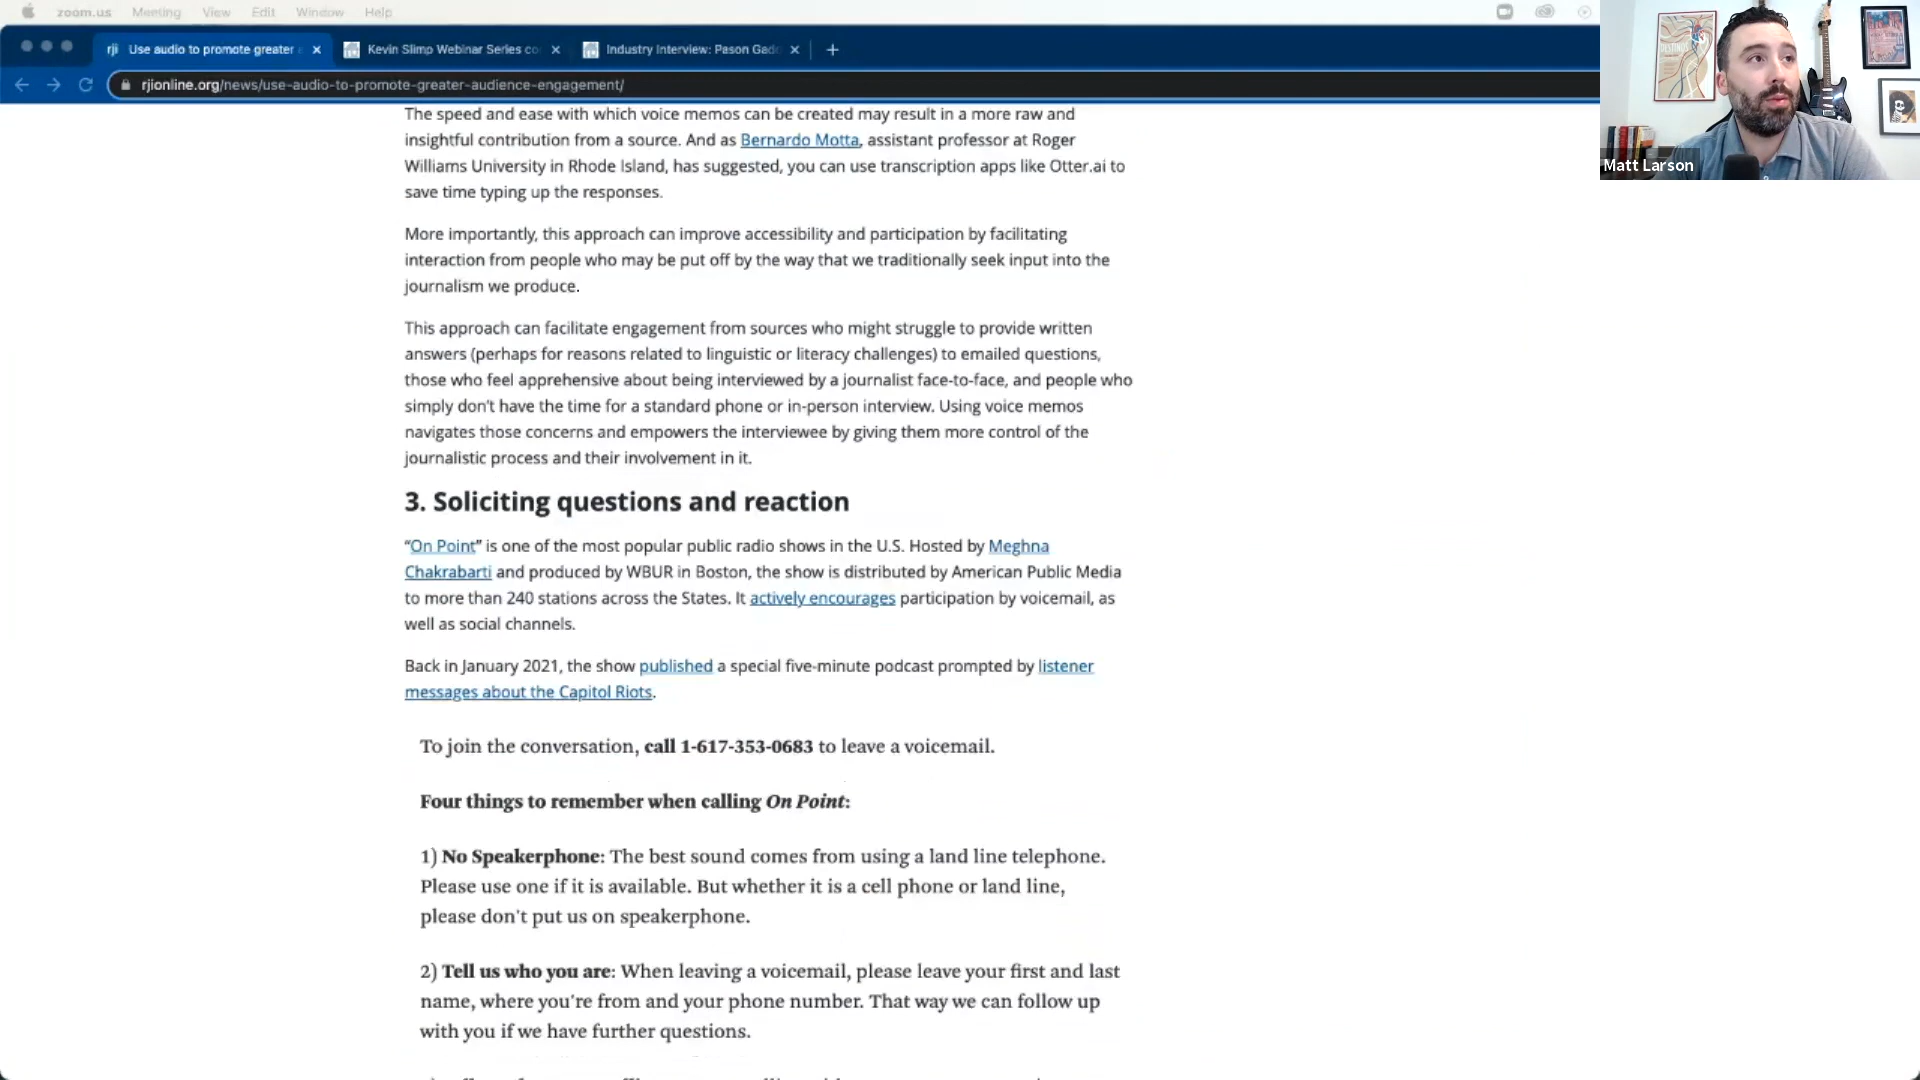 zoom.us Meeting View Edit Window Help
rji Use audio to promote greater
Kevin Slimp Webinar Series co
Industry Interview: Pason Gad
rjionline.org/news/use-audio-to-promote-greater-audience-engagement/
Matt Larson
The speed and ease with which voice memos can be created may result in a more raw and
insightful contribution from a source. And as Bernardo Motta, assistant professor at Roger
Williams University in Rhode Island, has suggested, you can use transcription apps like Otter.ai to
save time typing up the responses.
More importantly, this approach can improve accessibility and participation by facilitating
interaction from people who may be put off by the way that we traditionally seek input into the
journalism we produce.
This approach can facilitate engagement from sources who might struggle to provide written
answers (perhaps for reasons related to linguistic or literacy challenges) to emailed questions,
those who feel apprehensive about being interviewed by a journalist face-to-face, and people who
simply don't have the time for a standard phone or in-person interview. Using voice memos
navigates those concerns and empowers the interviewee by giving them more control of the
journalistic process and their involvement in it.
3. Soliciting questions and reaction
“On Point” is one of the most popular public radio shows in the U.S. Hosted by Meghna
Chakrabarti and produced by WBUR in Boston, the show is distributed by American Public Media
to more than 240 stations across the States. It actively encourages participation by voicemail, as
well as social channels.
Back in January 2021, the show published a special five-minute podcast prompted by listener
messages about the Capitol Riots.
To join the conversation, call 1-617-353-0683 to leave a voicemail.
Four things to remember when calling On Point:
1) No Speakerphone: The best sound comes from using a land line telephone.
Please use one if it is available. But whether it is a cell phone or land line,
please don't put us on speakerphone.
2) Tell us who you are: When leaving a voicemail, please leave your first and last
name, where you're from and your phone number. That way we can follow up
with you if we have further questions.